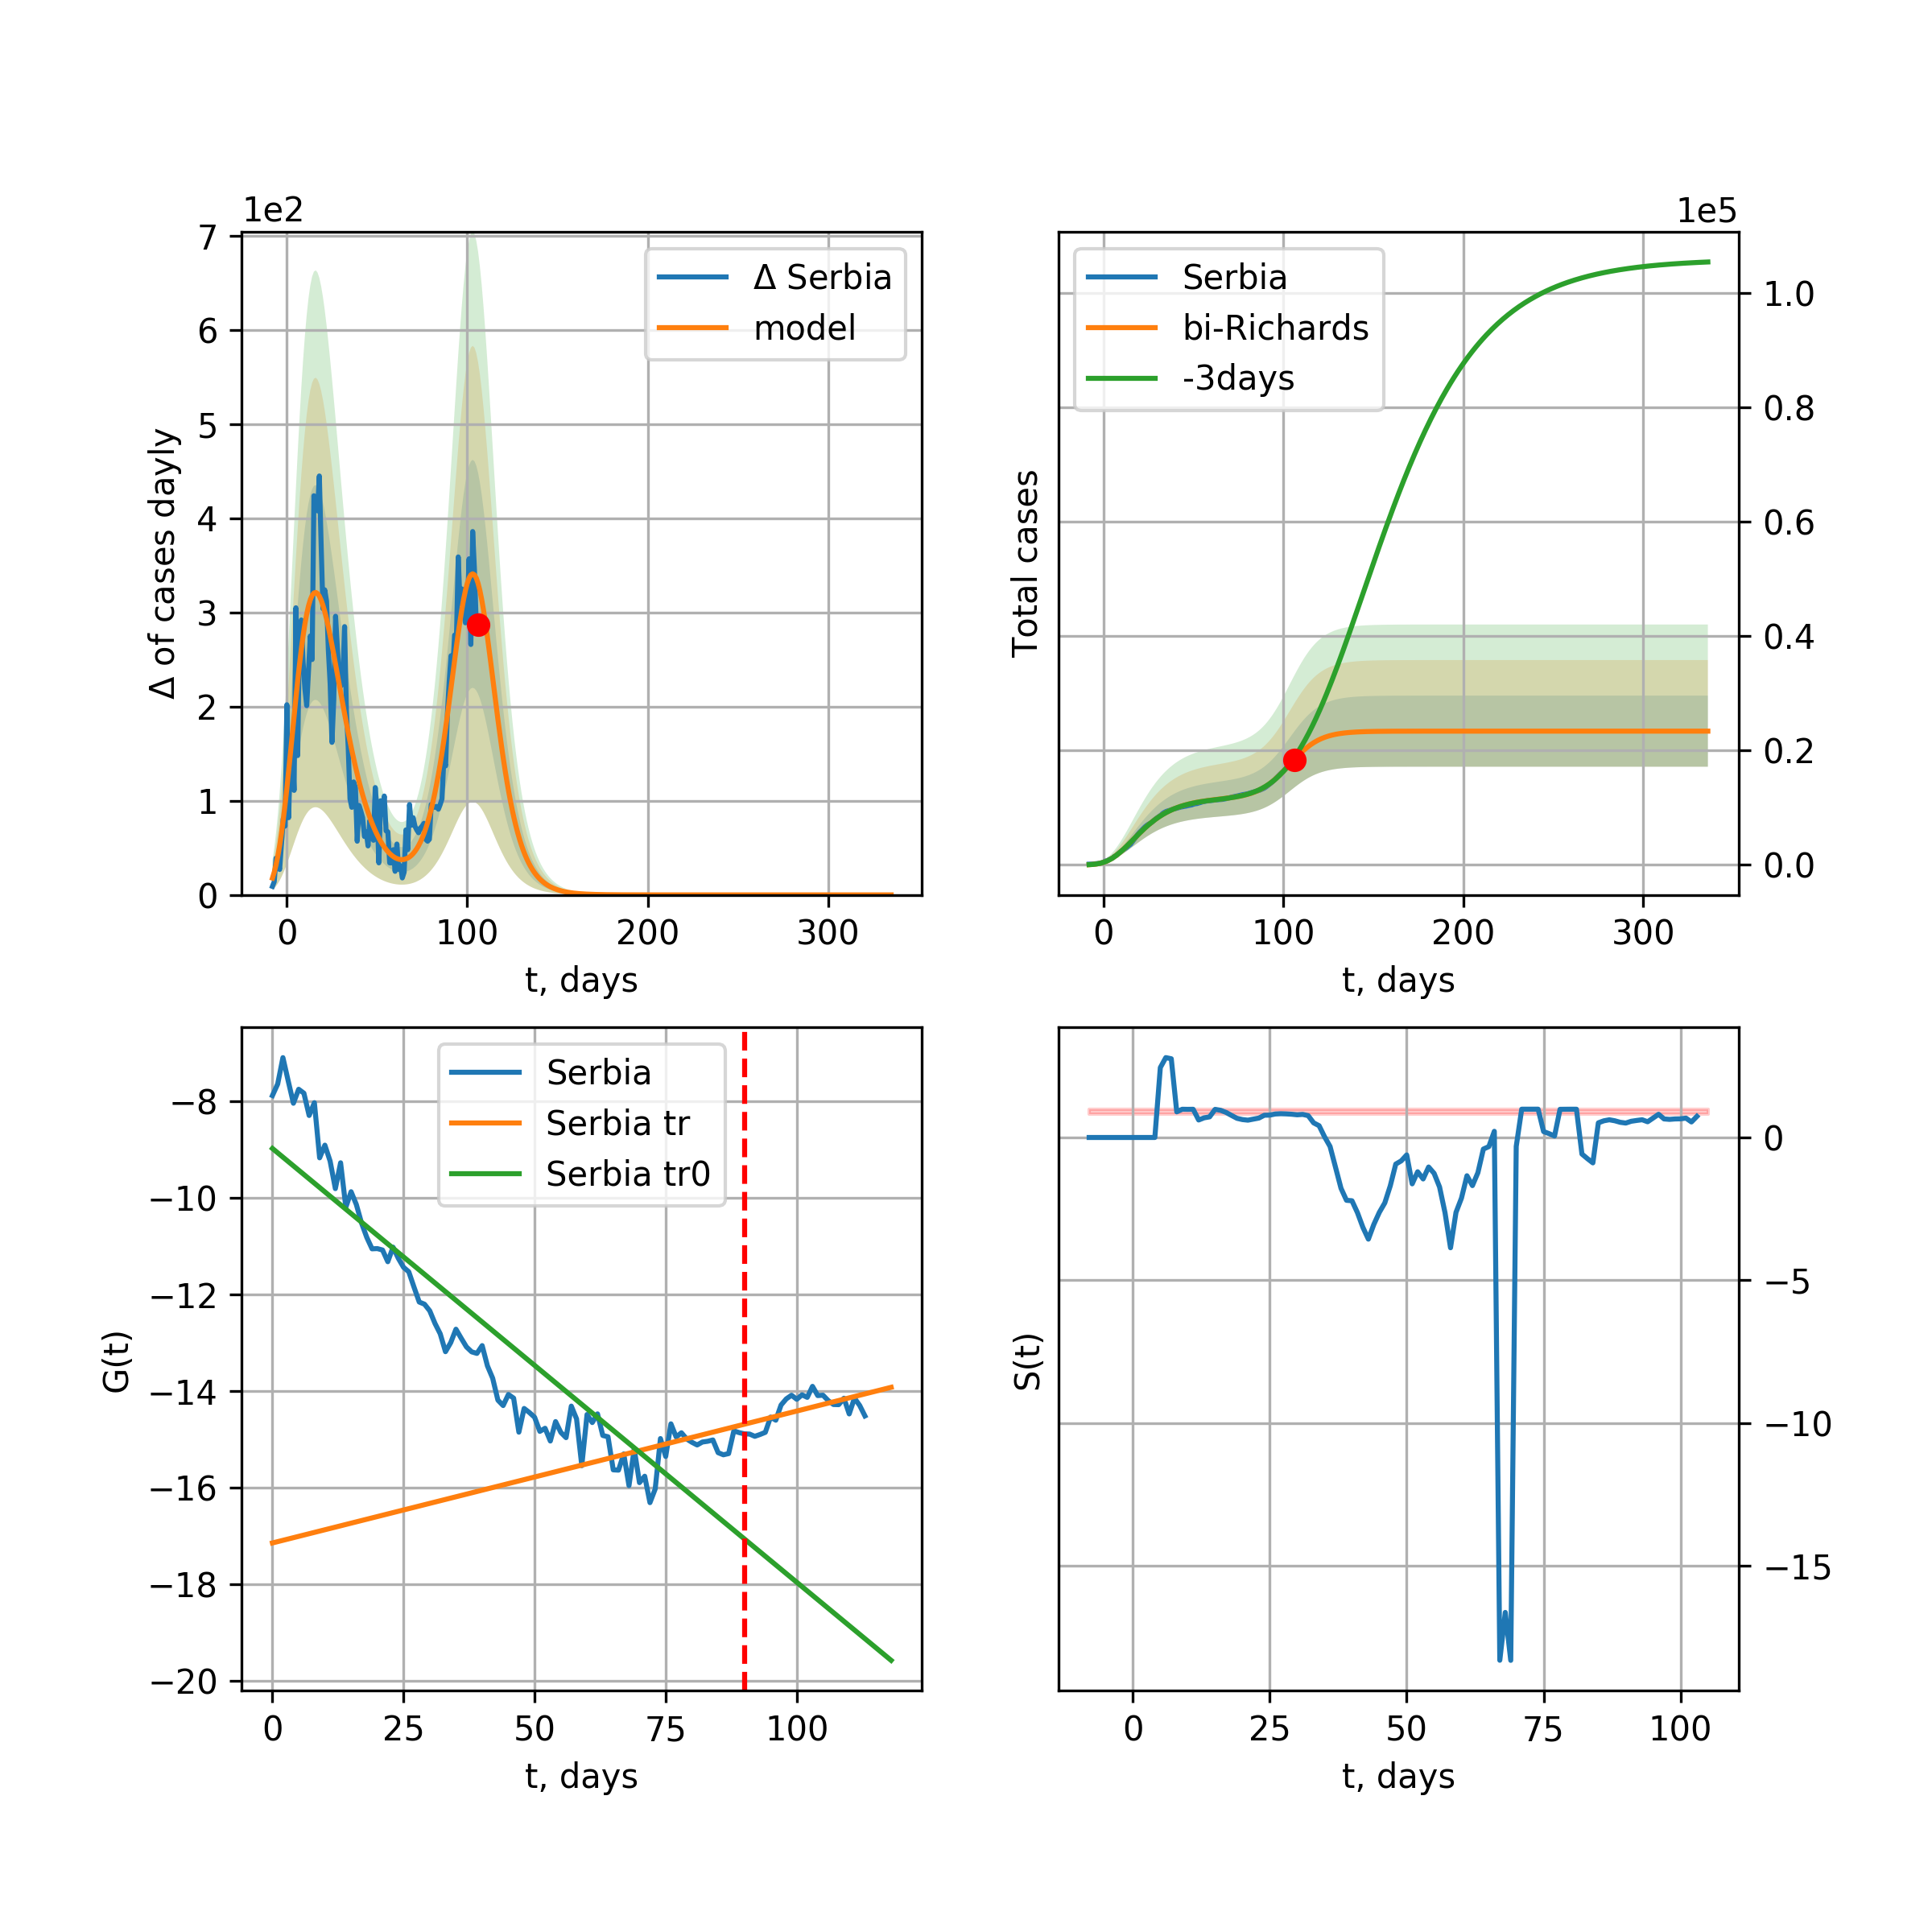 1e2
7
6
5
4
3
2
1
0
Δ of cases dayly
Δ Serbia
model
0
100
200
300
t, days
1e5
Serbia
bi-Richards
-3days
Total cases
1.0
0.8
0.6
0.4
0.2
0.0
0
100
200
300
t, days
Serbia
Serbia tr
Serbia tr0
G(t)
−8
−10
−12
−14
−16
−18
−20
0
25
50
75
100
t, days
S(t)
0
−5
−10
−15
0
25
50
75
100
t, days